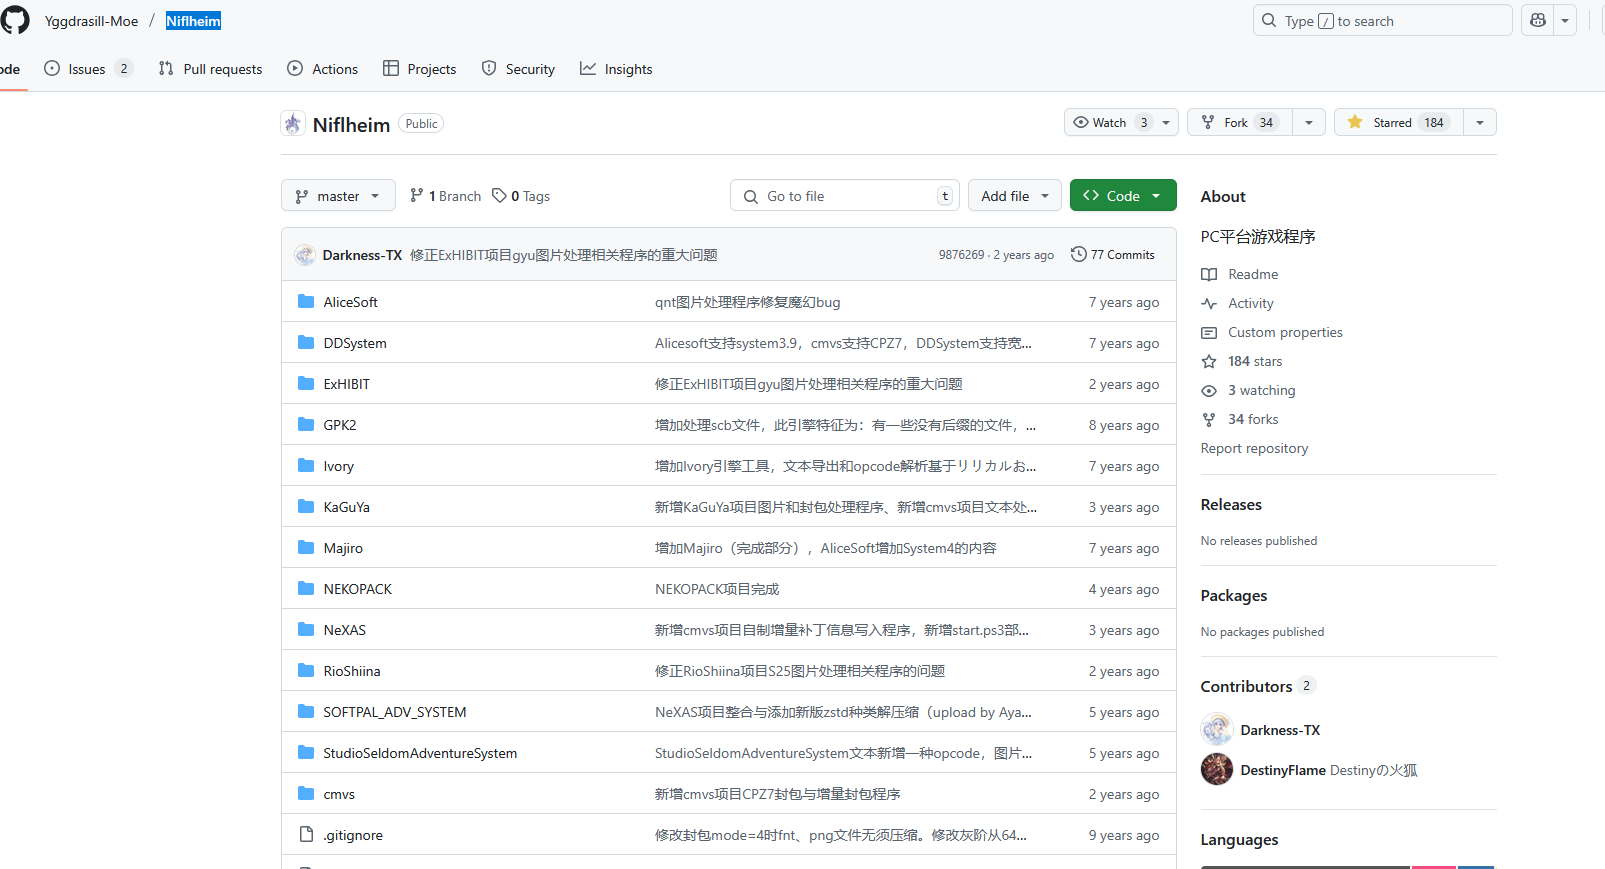 Yggdrasill-Moe / Niflheim
Type / to search
ode Issues 2 Pull requests Actions Projects Security Insights
Niflheim Public
Watch 3 Fork 34 Starred 184
master 1 Branch 0 Tags Go to file t Add file Code
Darkness-TX 修正ExHIBIT项目gyu图片处理相关程序的重大问题 9876269 · 2 years ago 77 Commits
AliceSoft qnt图片处理程序修复魔幻bug 7 years ago
DDSystem Alicesoft支持system3.9，cmvs支持CPZ7，DDSystem支持宽... 7 years ago
ExHIBIT 修正ExHIBIT项目gyu图片处理相关程序的重大问题 2 years ago
GPK2 增加处理scb文件，此引擎特征为：有一些没有后缀的文件，... 8 years ago
Ivory 增加Ivory引擎工具，文本导出和opcode解析基于リリカルお... 7 years ago
KaGuYa 新增KaGuYa项目图片和封包处理程序、新增cmvs项目文本处... 3 years ago
Majiro 增加Majiro（完成部分），AliceSoft增加System4的内容 7 years ago
NEKOPACK NEKOPACK项目完成 4 years ago
NeXAS 新增cmvs项目自制增量补丁信息写入程序，新增start.ps3部... 3 years ago
RioShiina 修正RioShiina项目S25图片处理相关程序的问题 2 years ago
SOFTPAL_ADV_SYSTEM NeXAS项目整合与添加新版zstd种类解压缩（upload by Aya... 5 years ago
StudioSeldomAdventureSystem StudioSeldomAdventureSystem文本新增一种opcode，图片... 5 years ago
cmvs 新增cmvs项目CPZ7封包与增量封包程序 2 years ago
.gitignore 修改封包mode=4时fnt、png文件无须压缩。修改灰阶从64... 9 years ago
About
PC平台游戏程序
Readme
Activity
Custom properties
184 stars
3 watching
34 forks
Report repository
Releases
No releases published
Packages
No packages published
Contributors 2
Darkness-TX
DestinyFlame Destinyの火狐
Languages